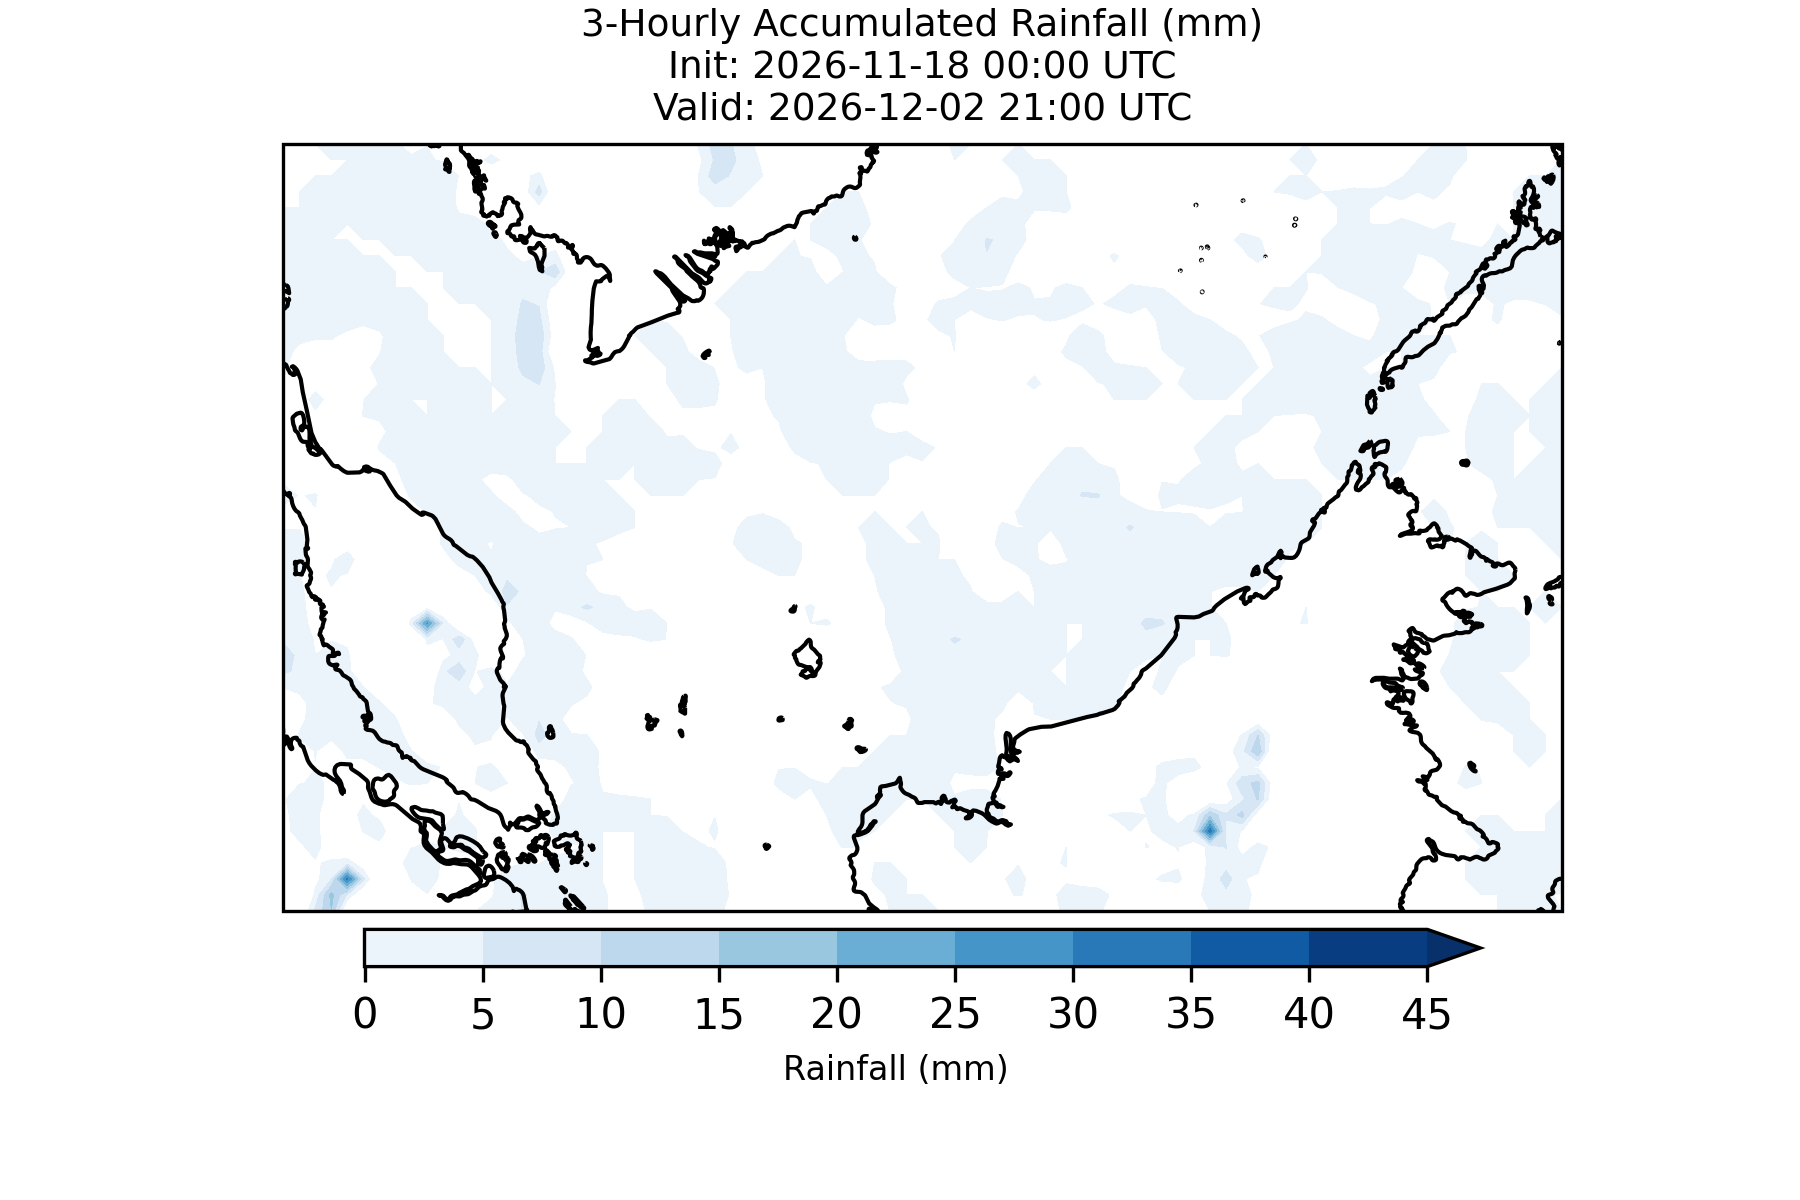 3-Hourly Accumulated Rainfall (mm)
Init: 2026-11-18 00:00 UTC
Valid: 2026-12-02 21:00 UTC
0 5 10 15 20 25 30 35 40 45
Rainfall (mm)